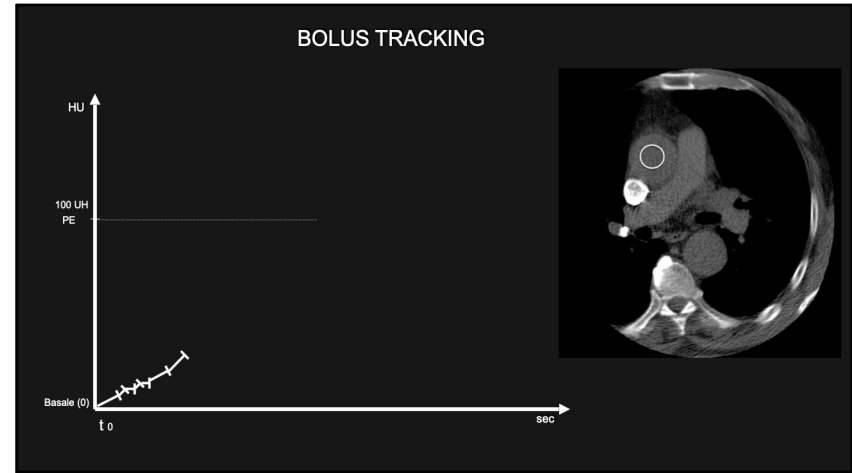 BOLUS TRACKING
HU
100 UH
PE
Basale (0)
t 0
sec